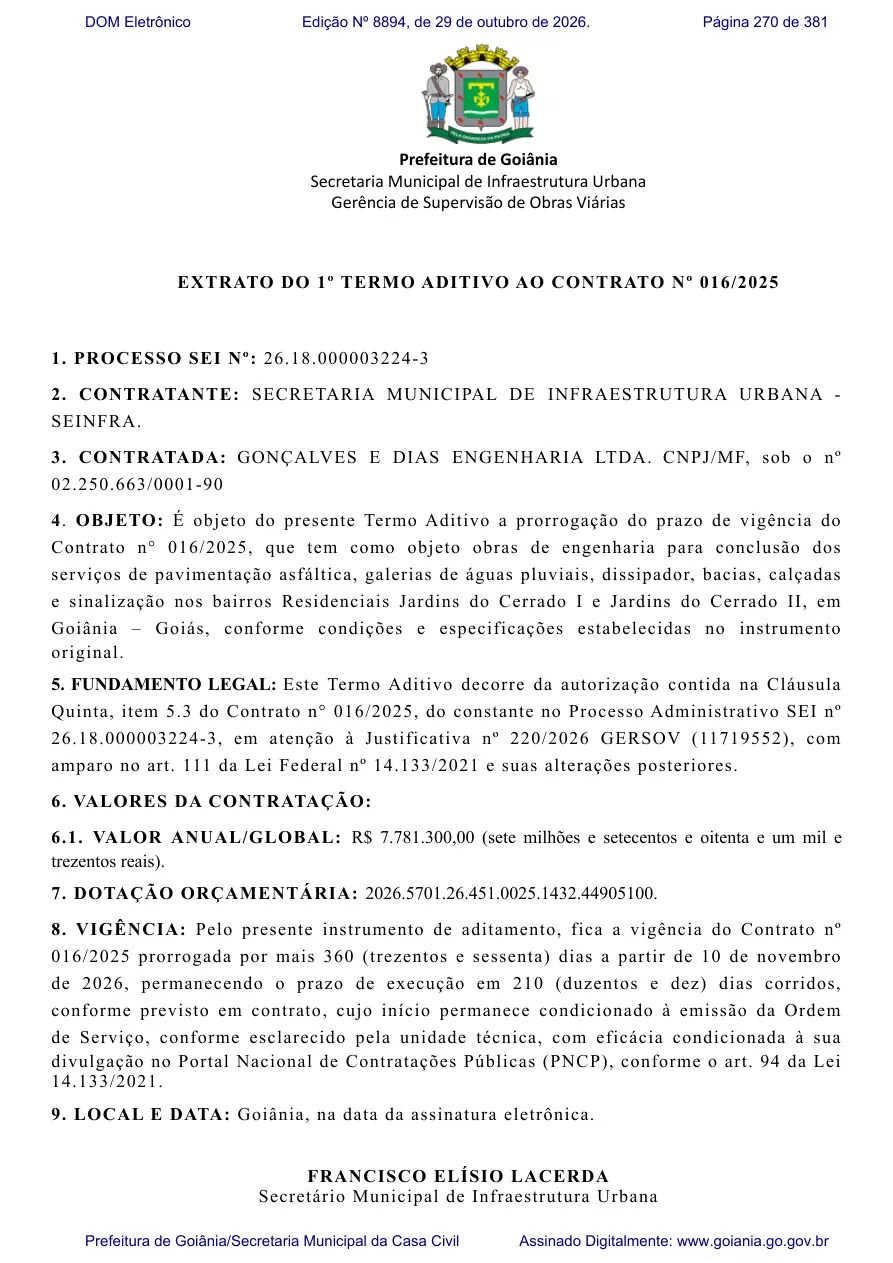 DOM Eletrônico Edição Nº 8894, de 29 de outubro de 2026. Página 270 de 381
PELA GRANDEZA DA PÁTRIA
Prefeitura de Goiânia
Secretaria Municipal de Infraestrutura Urbana
Gerência de Supervisão de Obras Viárias
EXTRATO DO 1º TERMO ADITIVO AO CONTRATO Nº 016/2025
1. PROCESSO SEI Nº: 26.18.000003224-3
2. CONTRATANTE: SECRETARIA MUNICIPAL DE INFRAESTRUTURA URBANA -
SEINFRA.
3. CONTRATADA: GONÇALVES E DIAS ENGENHARIA LTDA. CNPJ/MF, sob o nº
02.250.663/0001-90
4. OBJETO: É objeto do presente Termo Aditivo a prorrogação do prazo de vigência do
Contrato n° 016/2025, que tem como objeto obras de engenharia para conclusão dos
serviços de pavimentação asfáltica, galerias de águas pluviais, dissipador, bacias, calçadas
e sinalização nos bairros Residenciais Jardins do Cerrado I e Jardins do Cerrado II, em
Goiânia – Goiás, conforme condições e especificações estabelecidas no instrumento
original.
5. FUNDAMENTO LEGAL: Este Termo Aditivo decorre da autorização contida na Cláusula
Quinta, item 5.3 do Contrato n° 016/2025, do constante no Processo Administrativo SEI nº
26.18.000003224-3, em atenção à Justificativa nº 220/2026 GERSOV (11719552), com
amparo no art. 111 da Lei Federal nº 14.133/2021 e suas alterações posteriores.
6. VALORES DA CONTRATAÇÃO:
6.1. VALOR ANUAL/GLOBAL: R$ 7.781.300,00 (sete milhões e setecentos e oitenta e um mil e
trezentos reais).
7. DOTAÇÃO ORÇAMENTÁRIA: 2026.5701.26.451.0025.1432.44905100.
8. VIGÊNCIA: Pelo presente instrumento de aditamento, fica a vigência do Contrato nº
016/2025 prorrogada por mais 360 (trezentos e sessenta) dias a partir de 10 de novembro
de 2026, permanecendo o prazo de execução em 210 (duzentos e dez) dias corridos,
conforme previsto em contrato, cujo início permanece condicionado à emissão da Ordem
de Serviço, conforme esclarecido pela unidade técnica, com eficácia condicionada à sua
divulgação no Portal Nacional de Contratações Públicas (PNCP), conforme o art. 94 da Lei
14.133/2021.
9. LOCAL E DATA: Goiânia, na data da assinatura eletrônica.
FRANCISCO ELÍSIO LACERDA
Secretário Municipal de Infraestrutura Urbana
Prefeitura de Goiânia/Secretaria Municipal da Casa Civil Assinado Digitalmente: www.goiania.go.gov.br